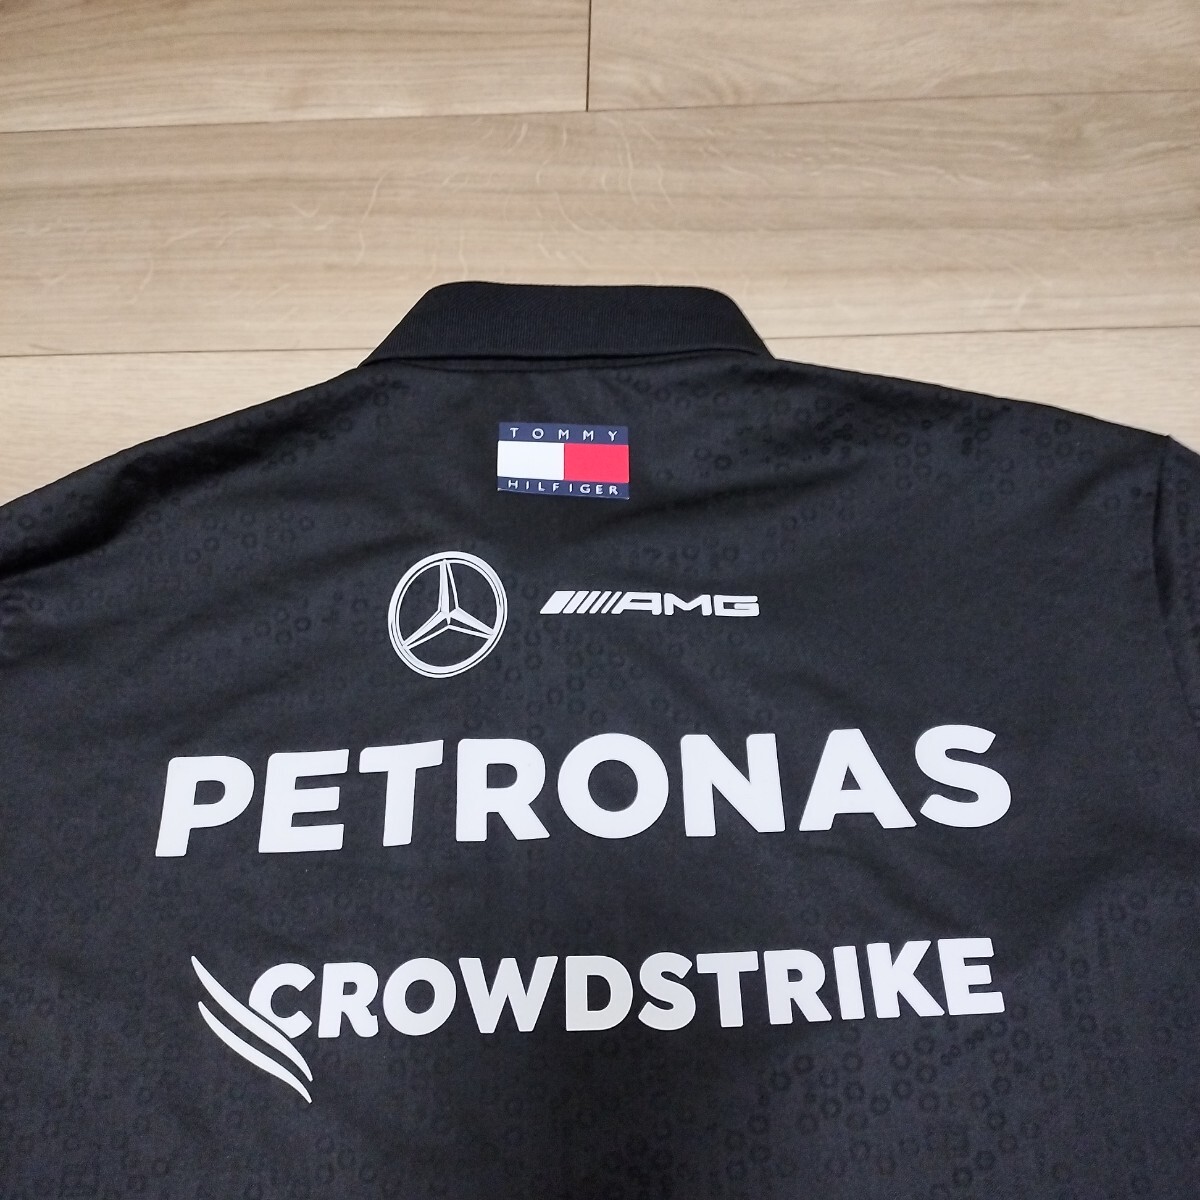 TOMMY
HILFIGER
AMG
PETRONAS
CROWDSTRIKE